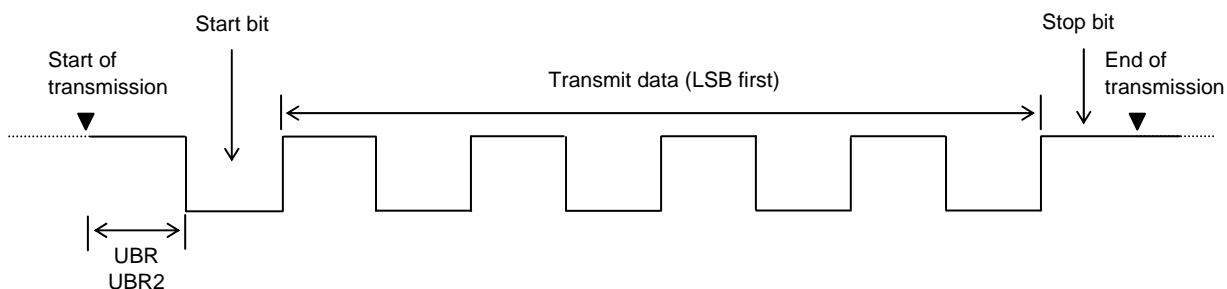 Start bit
Stop bit
Start of
transmission
End of
transmission
Transmit data (LSB first)
UBR
UBR2